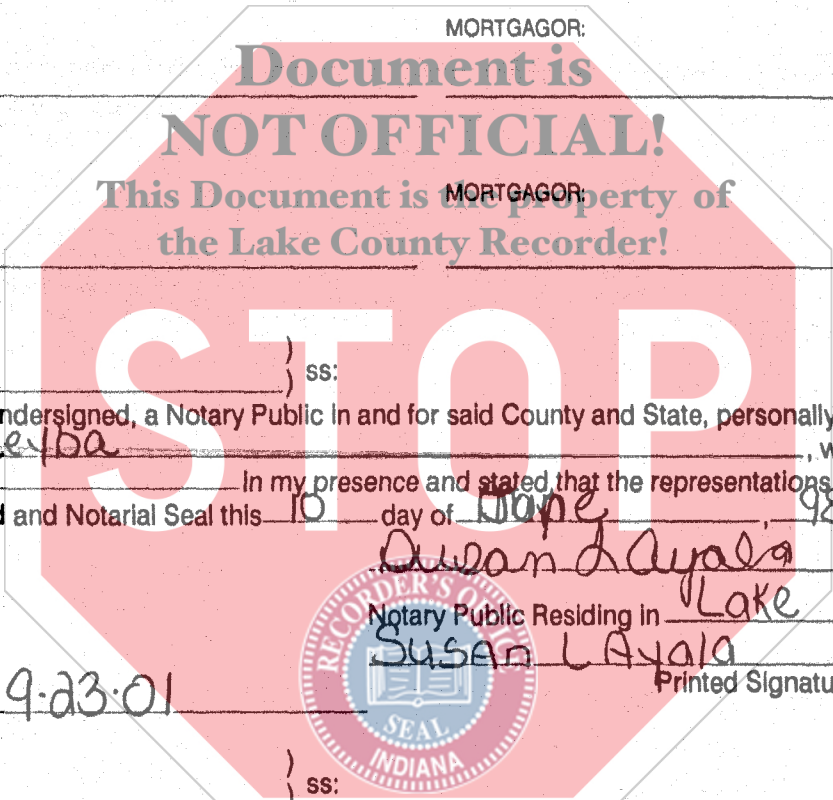 MORTGAGOR:
Document is
NOT OFFICIAL!
This Document is the property of
MORTGAGOR:
the Lake County Recorder!
STOP
) ss:
)
ndersigned, a Notary Public in and for said County and State, personally
eyba , w
In my presence and stated that the representations
d and Notarial Seal this 10 day of June , 98
Susan L Ayala
Notary Public Residing in Lake
Susan L Ayala
Printed Signatu
9-23-01
RECORDER'S OFFICE
SEAL
INDIANA
) ss: